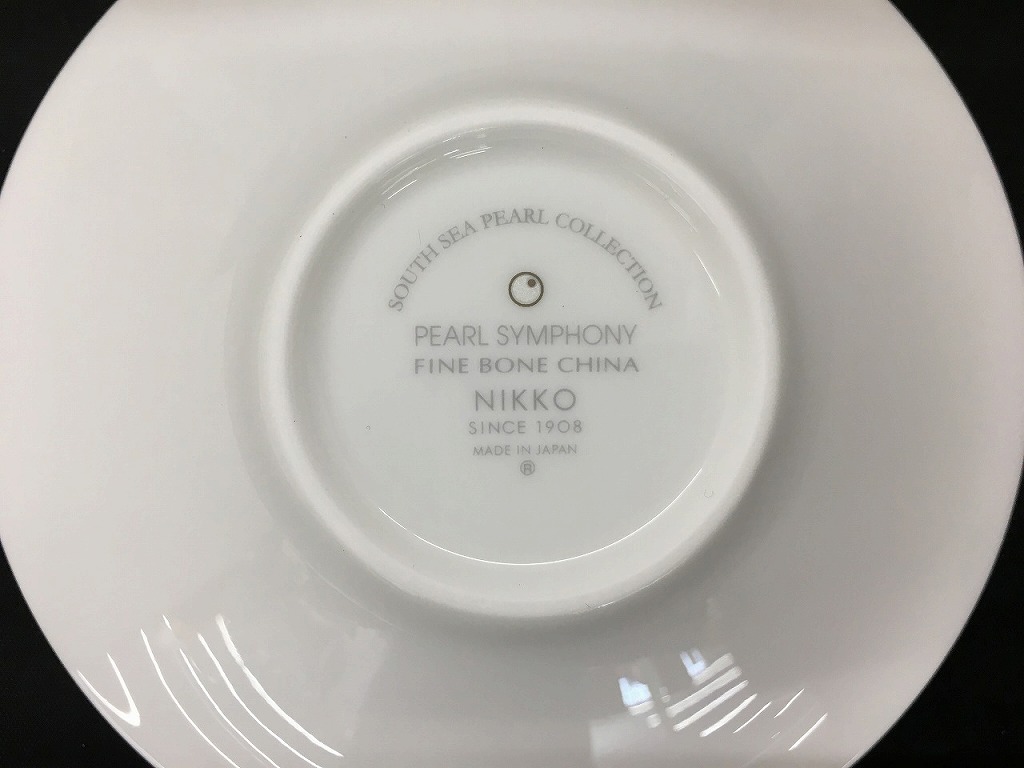 SOUTH SEA PEARL COLLECTION
PEARL SYMPHONY
FINE BONE CHINA
NIKKO
SINCE 1908
MADE IN JAPAN
®